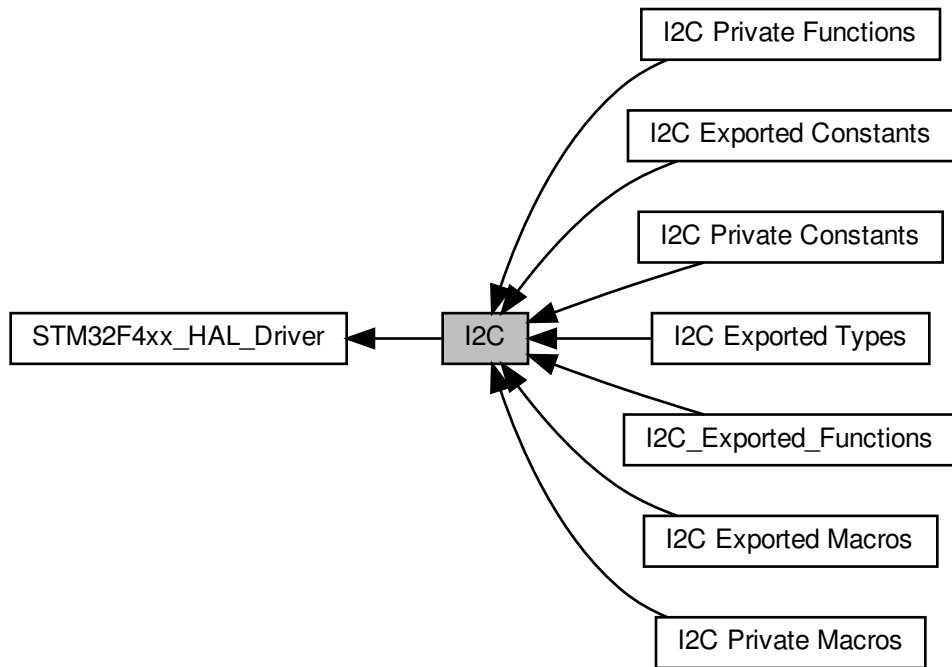 I2C Private Functions
I2C Exported Constants
I2C Private Constants
STM32F4xx_HAL_Driver
I2C
I2C Exported Types
I2C_Exported_Functions
I2C Exported Macros
I2C Private Macros